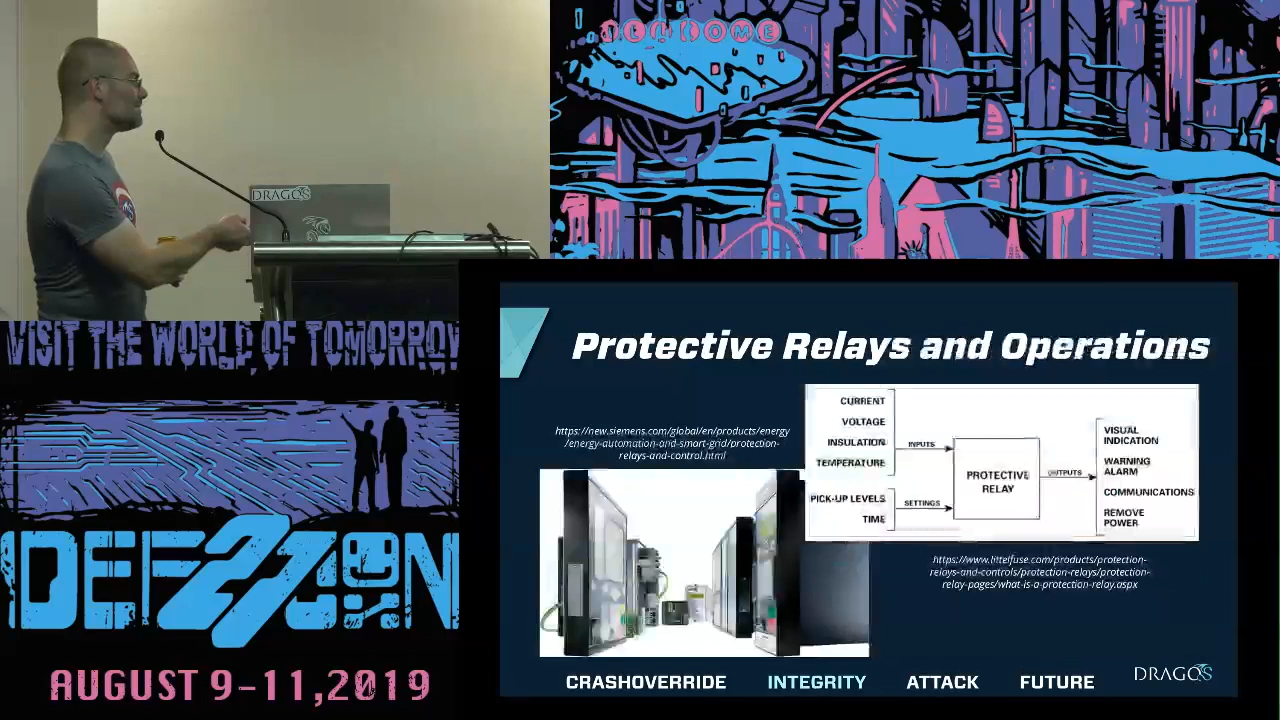 WELCOME
DRAGOS
VISIT THE WORLD OF TOMORROW
DEF CON
27
AUGUST 9-11,2019
Protective Relays and Operations
https://new.siemens.com/global/en/products/energy
/energy-automation-and-smart-grid/protection-
relays-and-control.html
CURRENT
VOLTAGE
INSULATION
TEMPERATURE
INPUTS
PICK-UP LEVELS
TIME
SETTINGS
PROTECTIVE
RELAY
OUTPUTS
VISUAL
INDICATION
WARNING
ALARM
COMMUNICATIONS
REMOVE
POWER
https://www.littelfuse.com/products/protection-
relays-and-controls/protection-relays/protection-
relay-pages/what-is-a-protection-relay.aspx
CRASHOVERRIDE INTEGRITY ATTACK FUTURE
DRAGOS